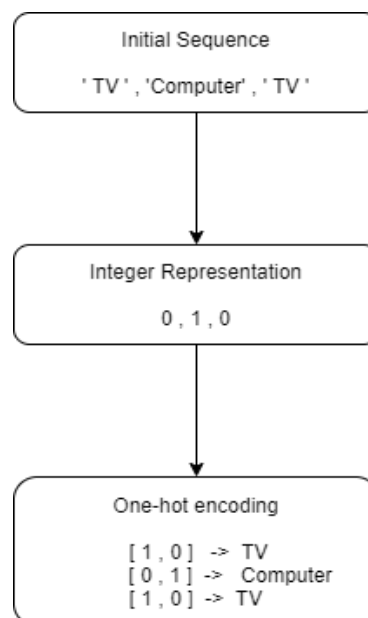 Initial Sequence
' TV ' , 'Computer' , ' TV '
Integer Representation
0 , 1 , 0
One-hot encoding
[ 1 , 0 ] -> TV
[ 0 , 1 ] -> Computer
[ 1 , 0 ] -> TV